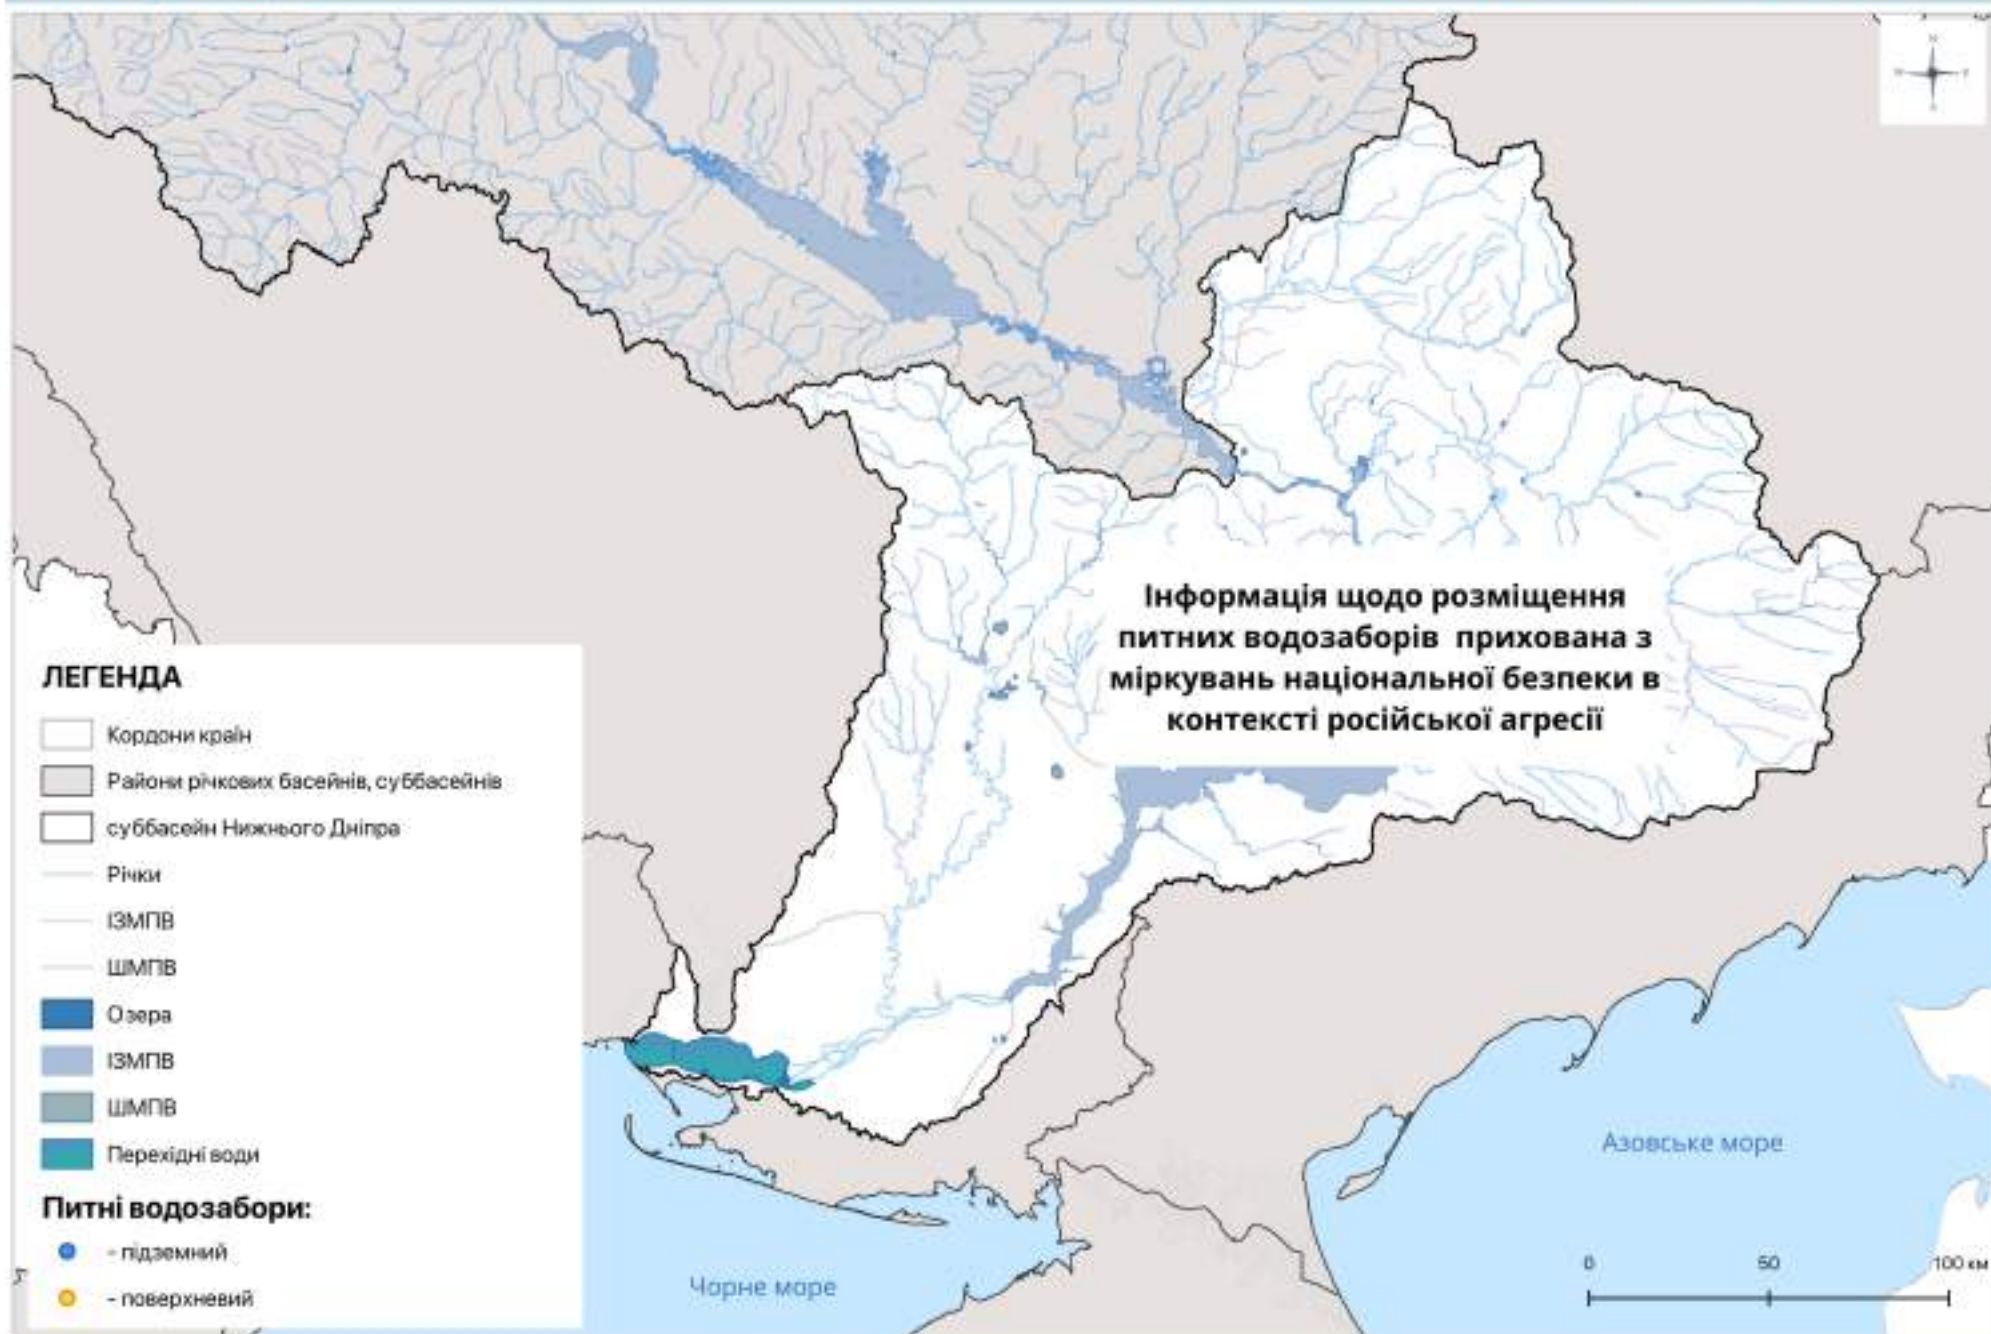 Інформація щодо розміщення
питних водозаборів прихована з
міркувань національної безпеки в
контексті російської агресії
ЛЕГЕНДА
Кордони країн
Райони річкових басейнів, суббасейнів
суббасейн Нижнього Дніпра
Річки
ІЗМПВ
ШМПВ
Озера
ІЗМПВ
ШМПВ
Перехідні води
Питні водозабори:
- підземний
- поверхневий
Азовське море
Чорне море
0 50 100 км